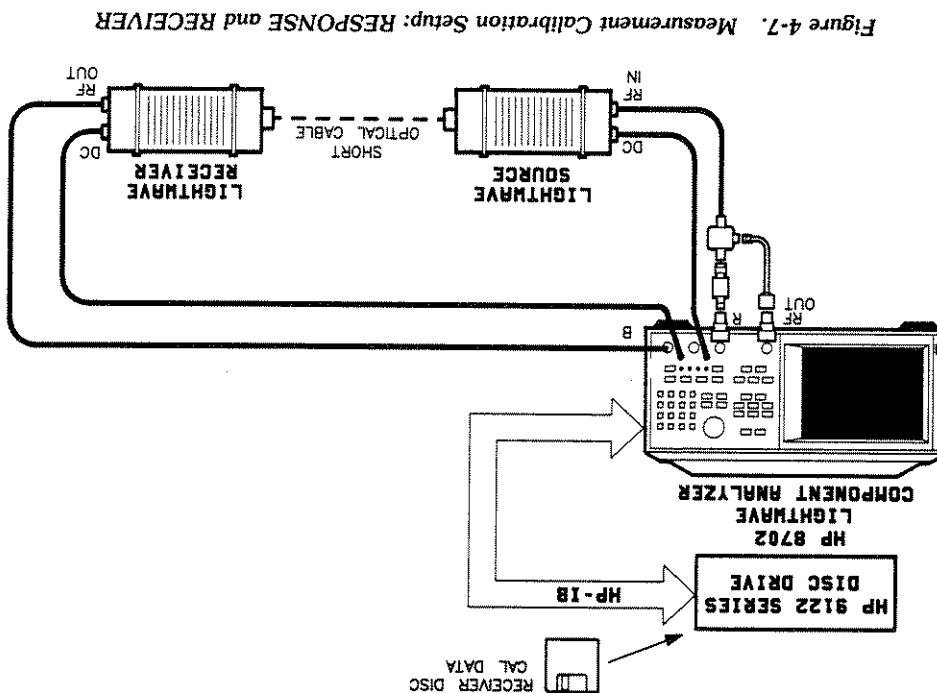 RECEIVER DISC
CAL DATA
HP 9122 SERIES
DISC DRIVE
HP-IB
HP 8702
LIGHTWAVE
COMPONENT ANALYZER
RF
OUT
R
B
LIGHTWAVE
SOURCE
LIGHTWAVE
RECEIVER
DC
RF
IN
SHORT
OPTICAL CABLE
DC
RF
OUT
Figure 4-7. Measurement Calibration Setup: RESPONSE and RECEIVER